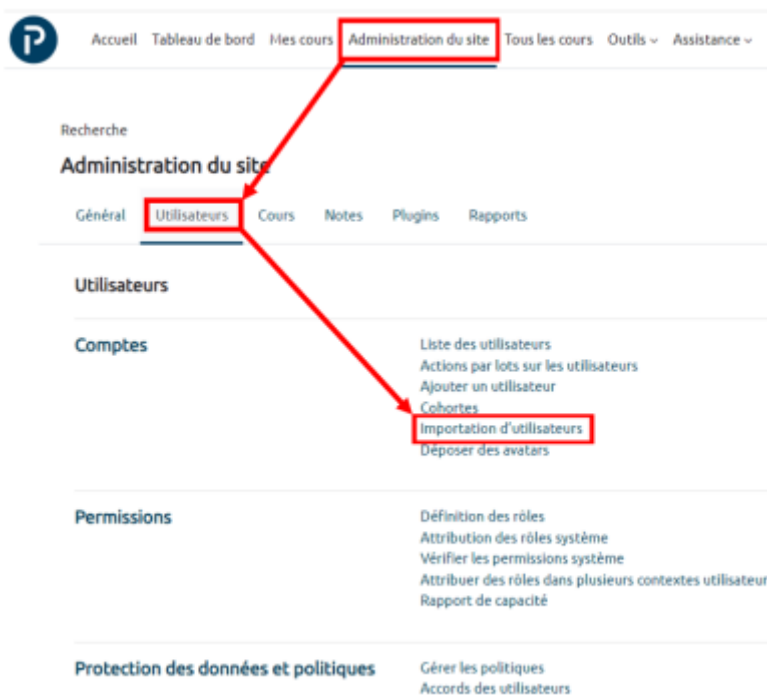 Accueil Tableau de bord Mes cours Administration du site Tous les cours Outils Assistance
Recherche
Administration du site
Général Utilisateurs Cours Notes Plugins Rapports
Utilisateurs
Comptes
Liste des utilisateurs
Actions par lots sur les utilisateurs
Ajouter un utilisateur
Cohortes
Importation d'utilisateurs
Déposer des avatars
Permissions
Définition des rôles
Attribution des rôles système
Vérifier les permissions système
Attribuer des rôles dans plusieurs contextes utilisateur
Rapport de capacité
Protection des données et politiques
Gérer les politiques
Accords des utilisateurs